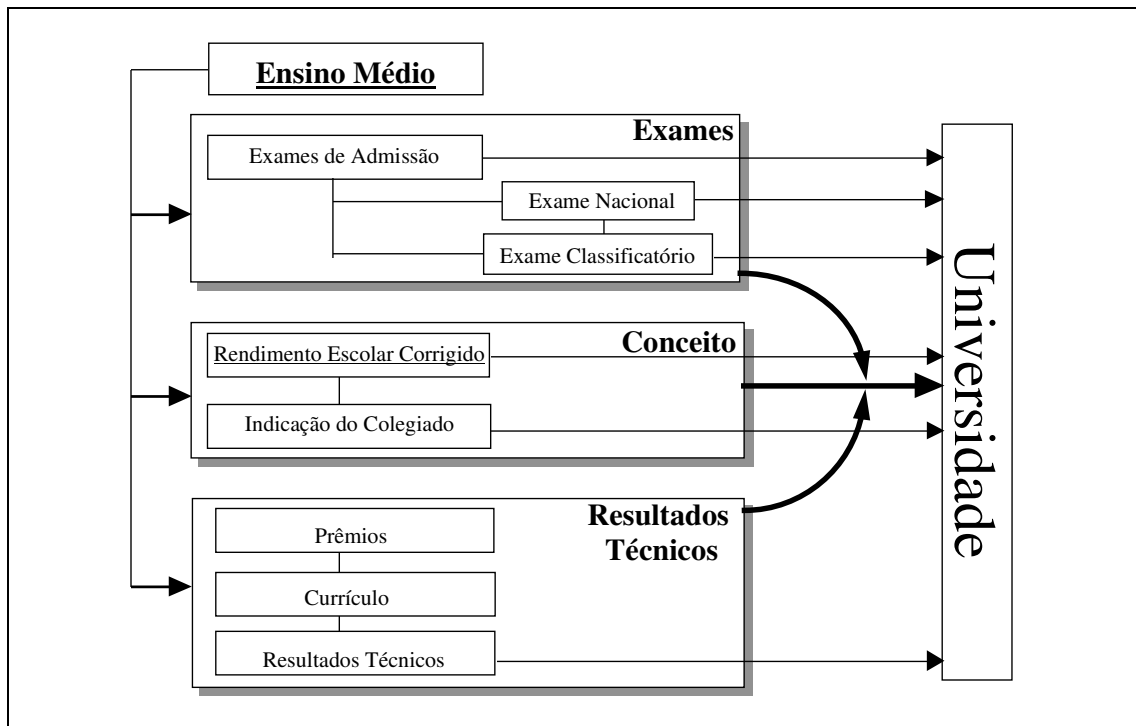 Ensino Médio
Exames
Exames de Admissão
Exame Nacional
Exame Classificatório
Conceito
Rendimento Escolar Corrigido
Indicação do Colegiado
Resultados
Técnicos
Prêmios
Currículo
Resultados Técnicos
Universidade